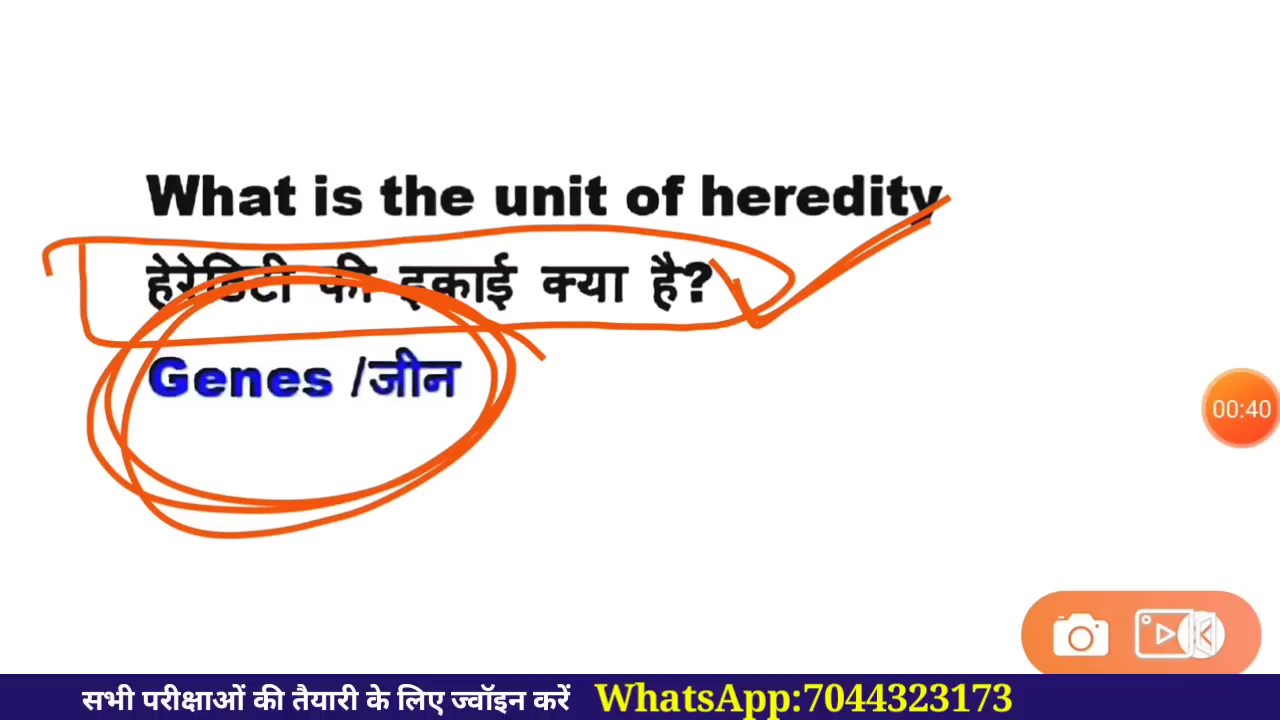 What is the unit of heredity
हेरेडिटी की इकाई क्या है?
Genes /जीन
00:40
सभी परीक्षाओं की तैयारी के लिए ज्वॉइन करें WhatsApp:7044323173